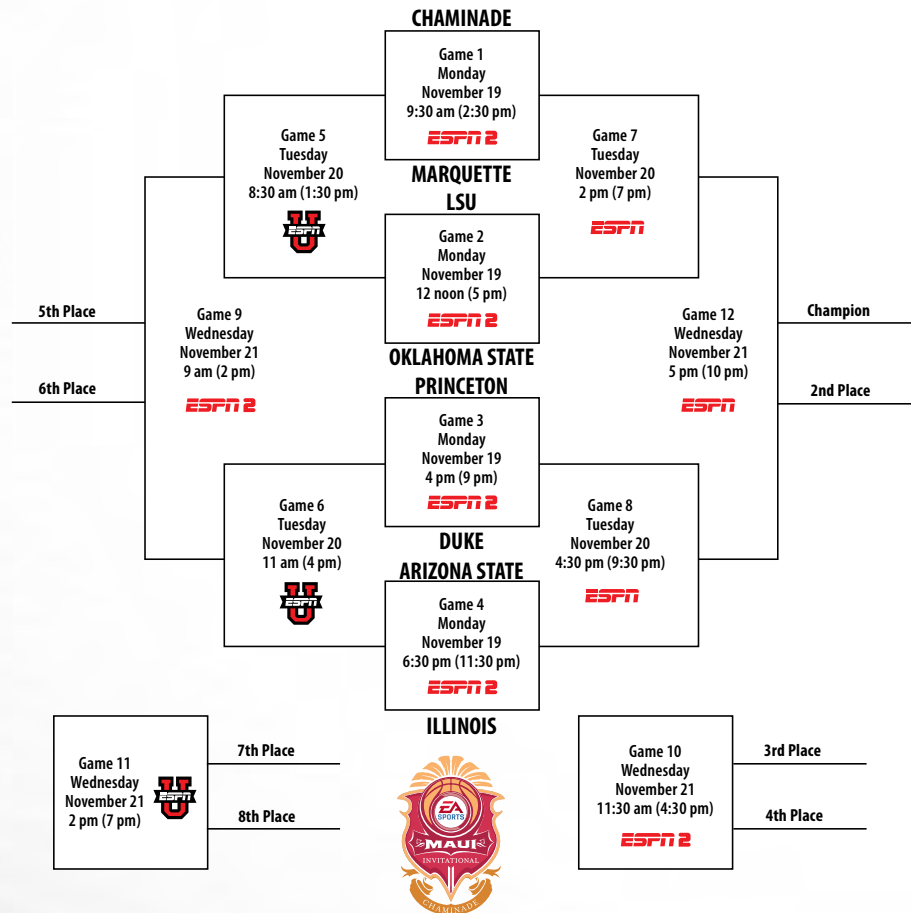 CHAMINADE
Game 1
Monday
November 19
9:30 am (2:30 pm)
ESPN 2
MARQUETTE
LSU
Game 2
Monday
November 19
12 noon (5 pm)
ESPN 2
OKLAHOMA STATE
PRINCETON
Game 3
Monday
November 19
4 pm (9 pm)
ESPN 2
DUKE
ARIZONA STATE
Game 4
Monday
November 19
6:30 pm (11:30 pm)
ESPN 2
ILLINOIS
Game 5
Tuesday
November 20
8:30 am (1:30 pm)
U
ESPN
Game 7
Tuesday
November 20
2 pm (7 pm)
ESPN
5th Place
6th Place
Game 9
Wednesday
November 21
9 am (2 pm)
ESPN 2
Game 12
Wednesday
November 21
5 pm (10 pm)
ESPN
Champion
2nd Place
Game 6
Tuesday
November 20
11 am (4 pm)
U
ESPN
Game 8
Tuesday
November 20
4:30 pm (9:30 pm)
ESPN
Game 11
Wednesday
November 21
2 pm (7 pm)
U
ESPN
7th Place
8th Place
EA
SPORTS
MAUI
INVITATIONAL
CHAMINADE
Game 10
Wednesday
November 21
11:30 am (4:30 pm)
ESPN 2
3rd Place
4th Place